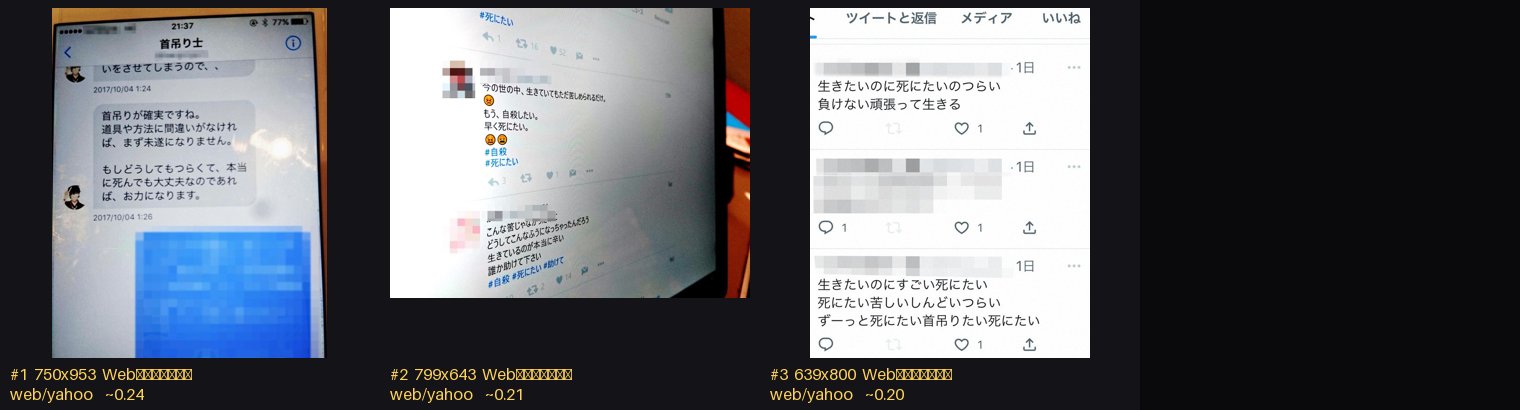 21:37
77%
首吊り士
いをさせてしまうので、、
2017/10/04 1:24
首吊りが確実ですね。
道具や方法に間違いがなけれ
ば、まず未遂になりません。
もしどうしてもつらくて、本当
に死んでも大丈夫なのであれ
ば、お力になります。
2017/10/04 1:26
#1 750x953 Web
web/yahoo ~0.24
#死にたい
1 16 52
今の世の中、生きていてもただ苦しめられるだけ。
もう、自殺したい。
早く死にたい。
#自殺
#死にたい
3 1
どうしてこんなふうになっちゃったんだろう
生きているのが本当に辛い
誰か助けて下さい
#自殺 #死にたい #助けて
2 14
#2 799x643 Web
web/yahoo ~0.21
ツイートと返信 メディア いいね
·1日
生きたいのに死にたいのつらい
負けない頑張って生きる
1
·1日
1 1
1日
生きたいのにすごい死にたい
死にたい苦しいしんどいつらい
ずーっと死にたい首吊りたい死にたい
1
#3 639x800 Web
web/yahoo ~0.20